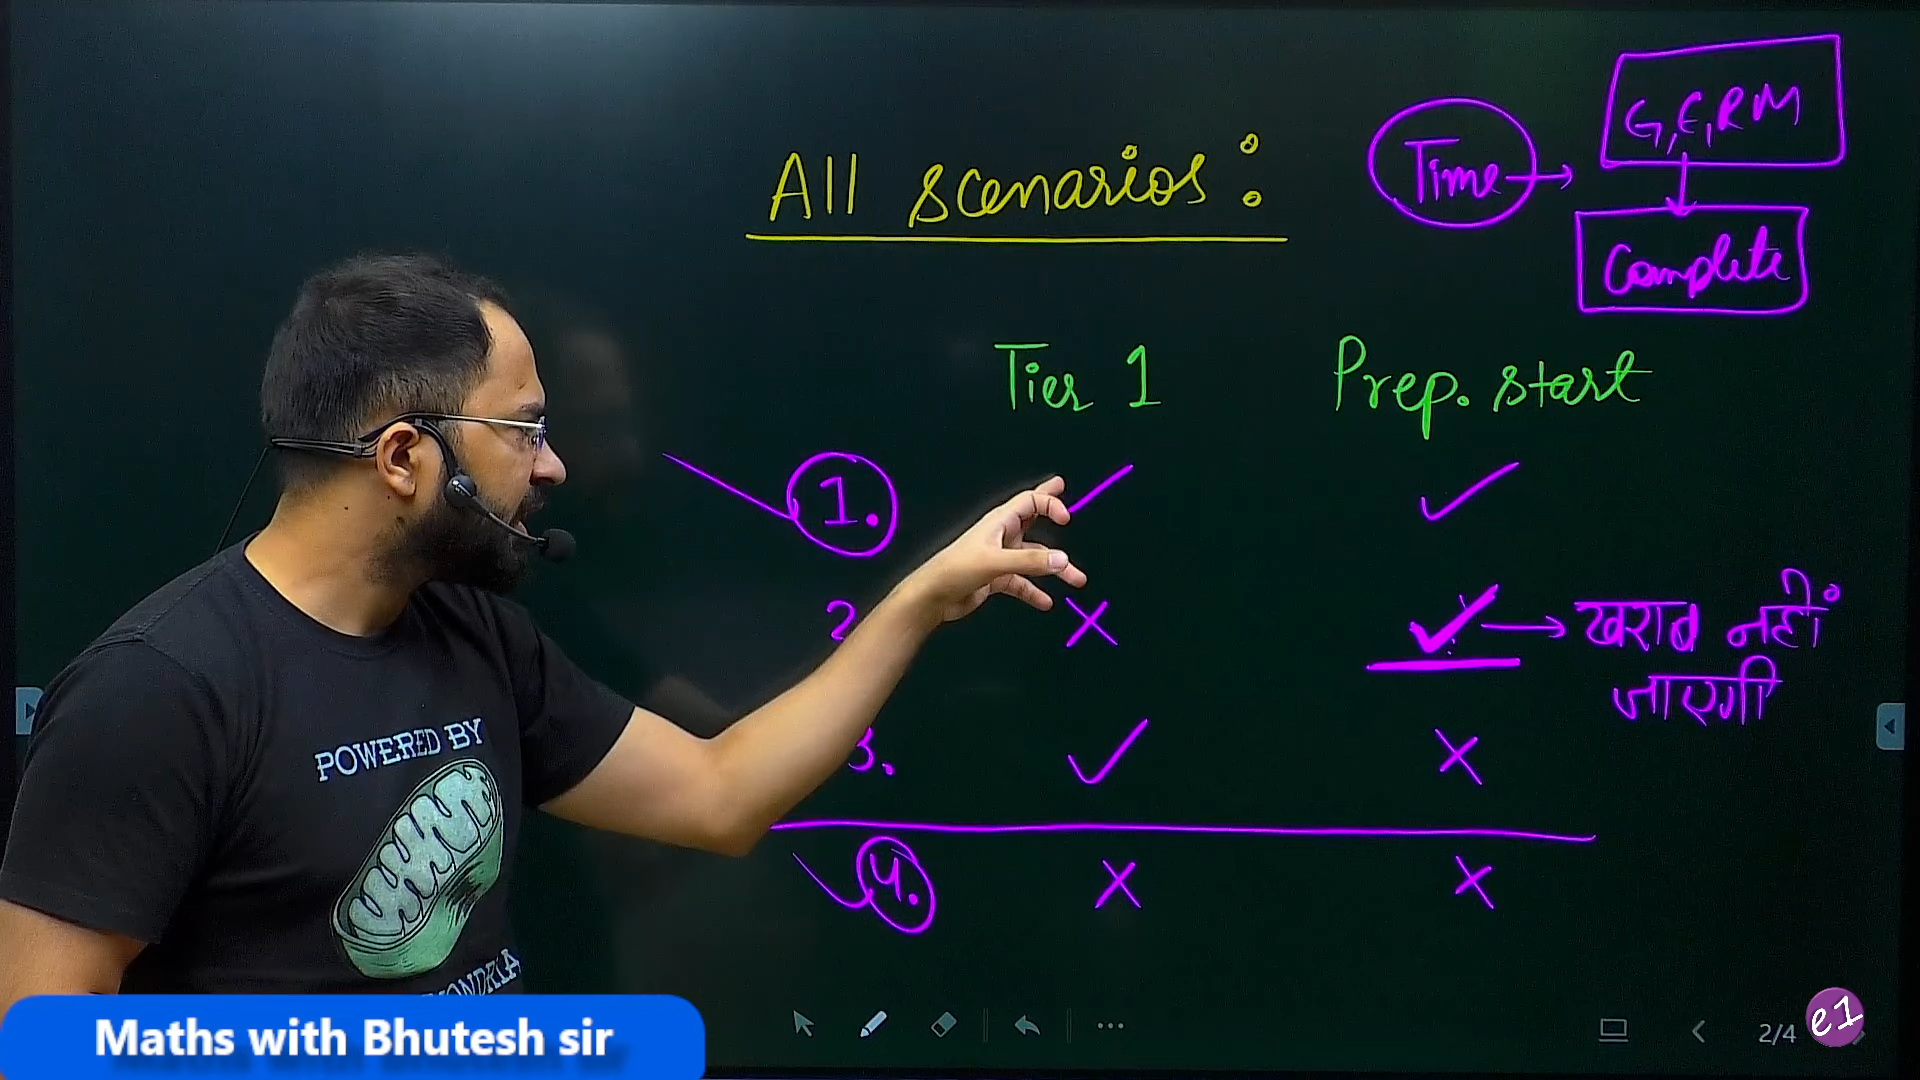 All scenarios:
Time →
G, E, RM
Complete
Tier 1 Prep. start
1. ✓ ✓
2 × ✓ → खराब नहीं
जाएगी
3. ✓ ×
4. × ×
POWERED BY
Maths with Bhutesh sir
2/4
e1